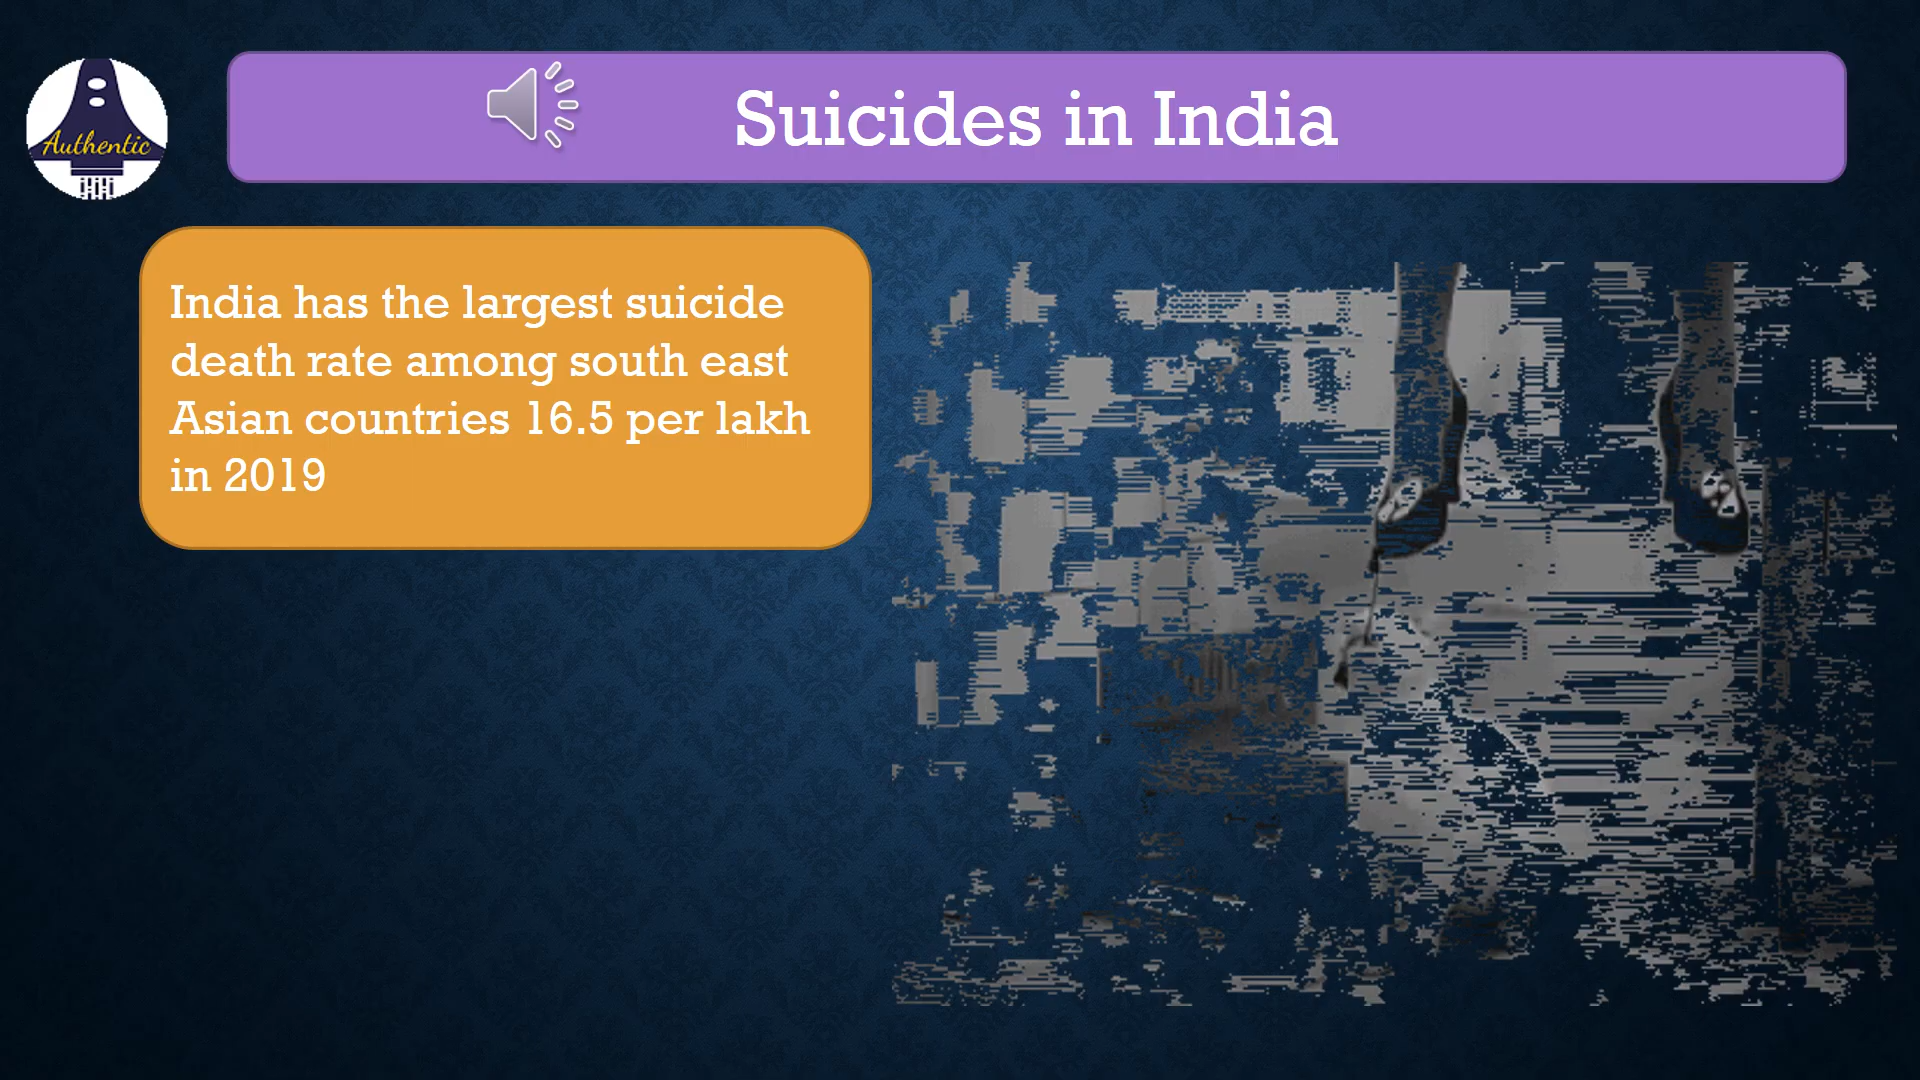 Authentic
Suicides in India
India has the largest suicide
death rate among south east
Asian countries 16.5 per lakh
in 2019